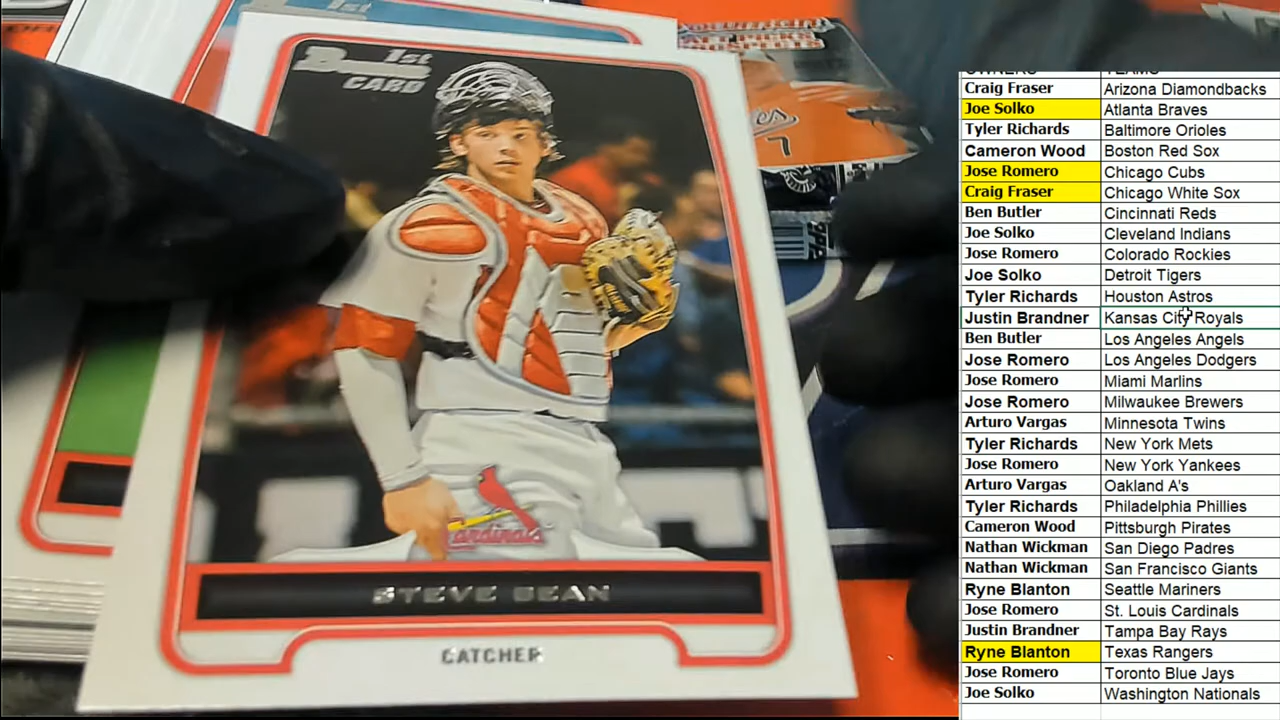 Bowman 1st
CARD
7
Cardinals
STEVE BEAN
CATCHER
OWNERS TEAMS
Craig Fraser Arizona Diamondbacks
Joe Solko Atlanta Braves
Tyler Richards Baltimore Orioles
Cameron Wood Boston Red Sox
Jose Romero Chicago Cubs
Craig Fraser Chicago White Sox
Ben Butler Cincinnati Reds
Joe Solko Cleveland Indians
Jose Romero Colorado Rockies
Joe Solko Detroit Tigers
Tyler Richards Houston Astros
Justin Brandner Kansas City Royals
Ben Butler Los Angeles Angels
Jose Romero Los Angeles Dodgers
Jose Romero Miami Marlins
Jose Romero Milwaukee Brewers
Arturo Vargas Minnesota Twins
Tyler Richards New York Mets
Jose Romero New York Yankees
Arturo Vargas Oakland A's
Tyler Richards Philadelphia Phillies
Cameron Wood Pittsburgh Pirates
Nathan Wickman San Diego Padres
Nathan Wickman San Francisco Giants
Ryne Blanton Seattle Mariners
Jose Romero St. Louis Cardinals
Justin Brandner Tampa Bay Rays
Ryne Blanton Texas Rangers
Jose Romero Toronto Blue Jays
Joe Solko Washington Nationals